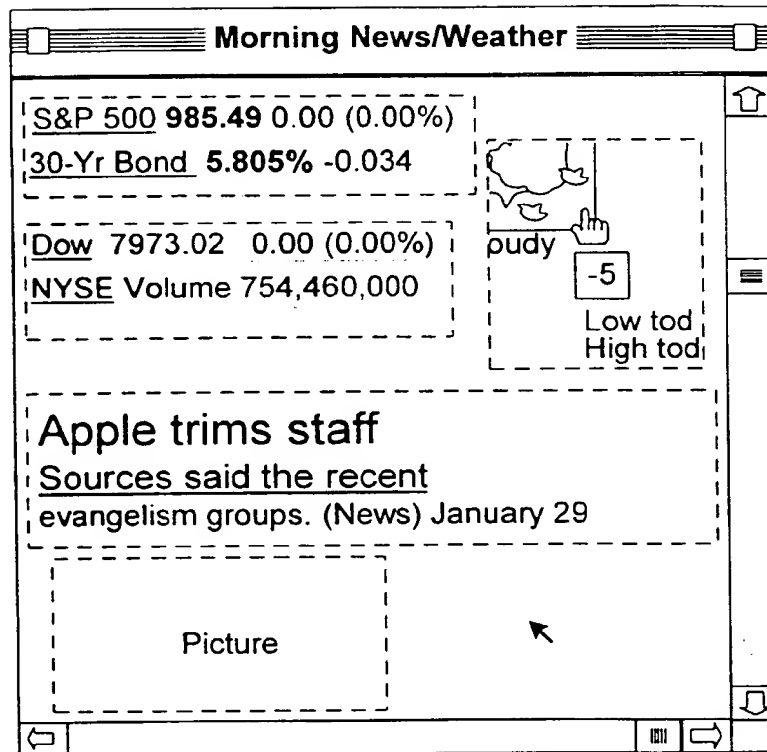 Morning News/Weather
S&P 500 985.49 0.00 (0.00%)
30-Yr Bond 5.805% -0.034
Dow 7973.02 0.00 (0.00%)
NYSE Volume 754,460,000
oudy
-5
Low tod
High tod
Apple trims staff
Sources said the recent
evangelism groups. (News) January 29
Picture